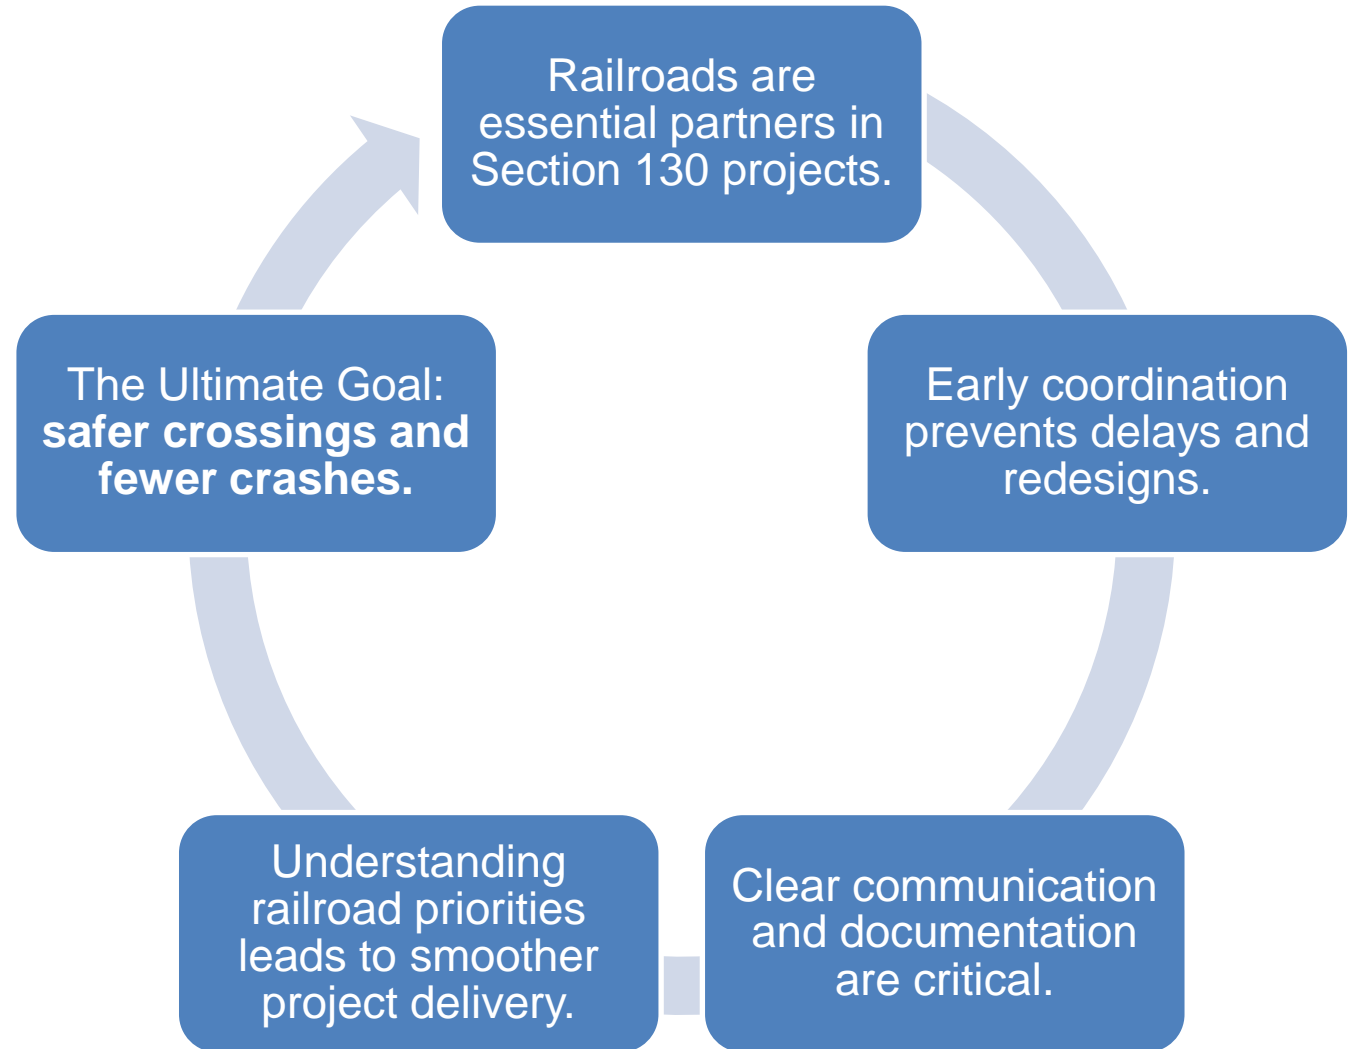 Railroads are
essential partners in
Section 130 projects.
Early coordination
prevents delays and
redesigns.
Clear communication
and documentation
are critical.
Understanding
railroad priorities
leads to smoother
project delivery.
The Ultimate Goal:
safer crossings and
fewer crashes.